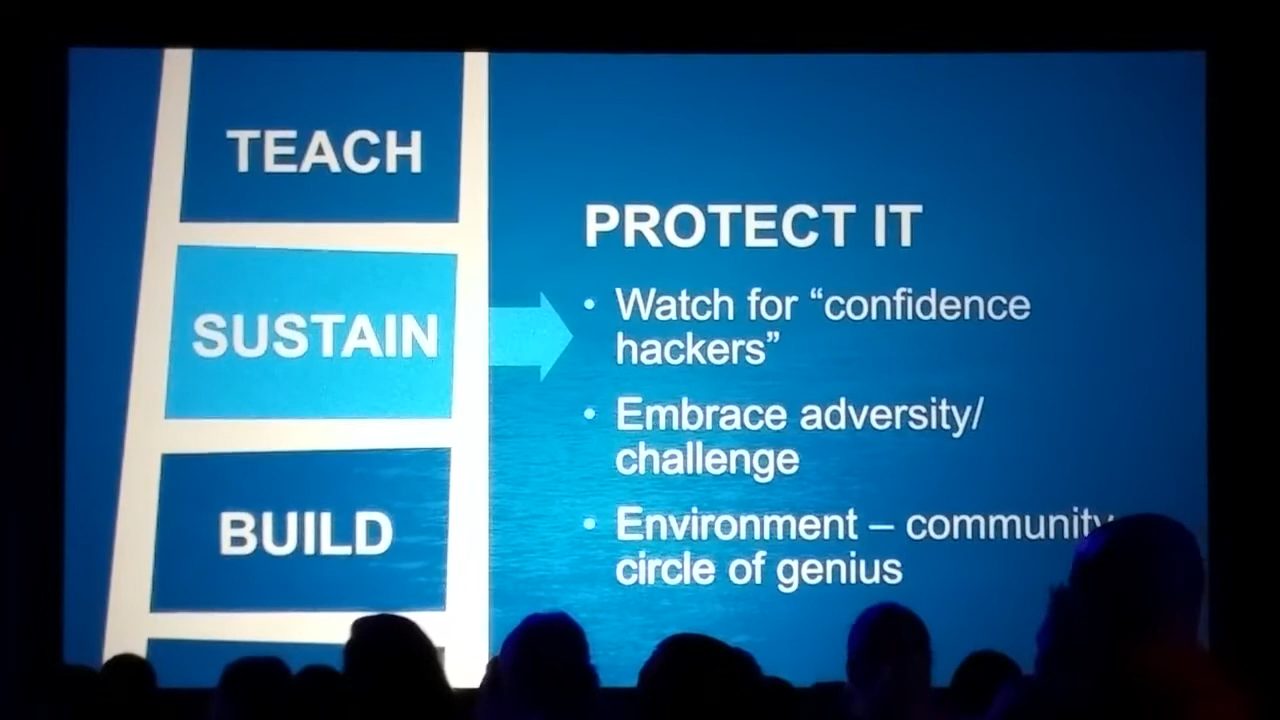 TEACH
SUSTAIN
BUILD
PROTECT IT
• Watch for “confidence
hackers”
• Embrace adversity/
challenge
• Environment – community
circle of genius